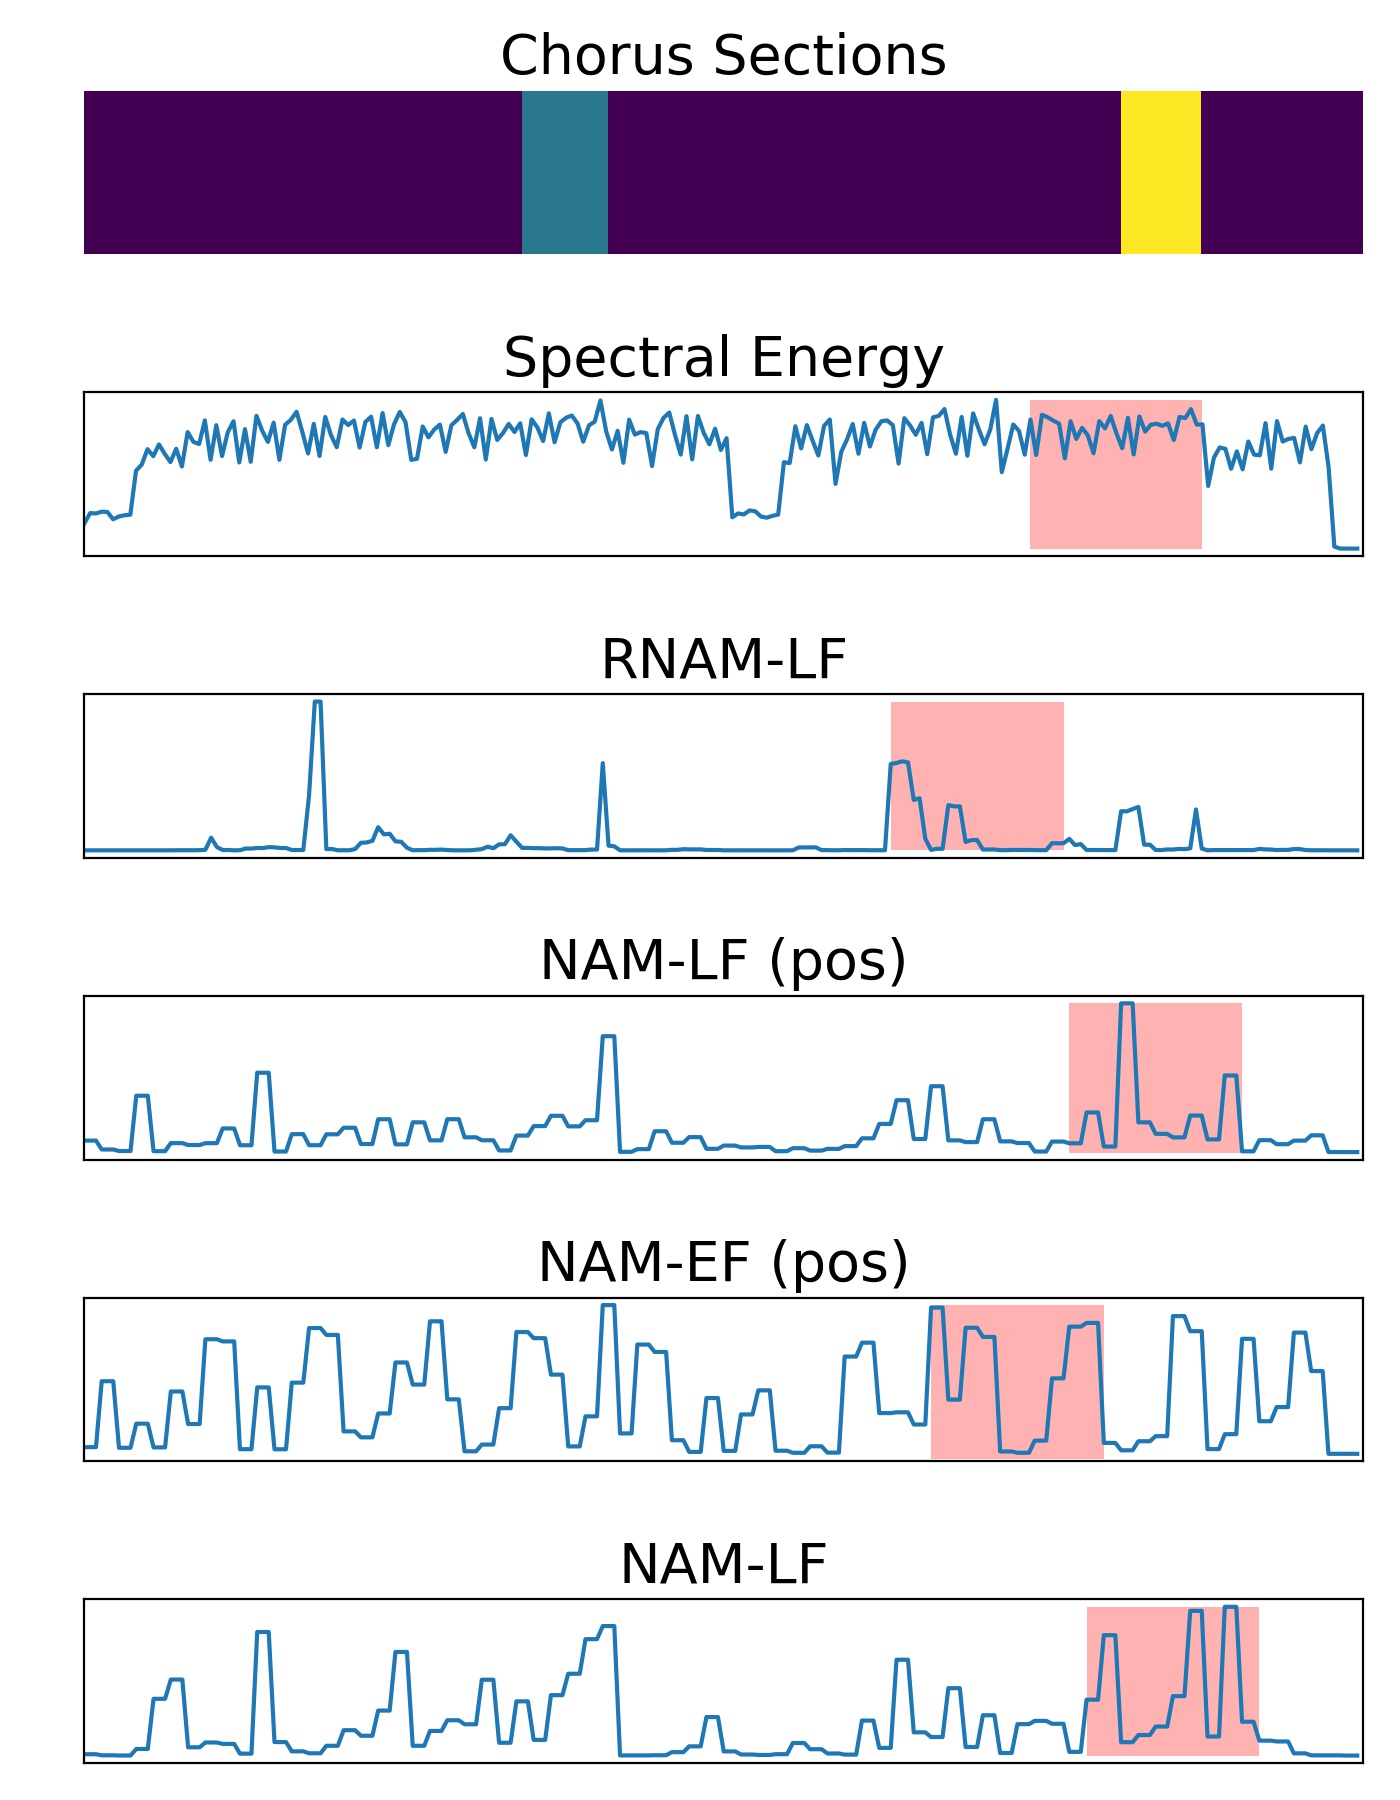 Chorus Sections
Spectral Energy
RNAM-LF
NAM-LF (pos)
NAM-EF (pos)
NAM-LF